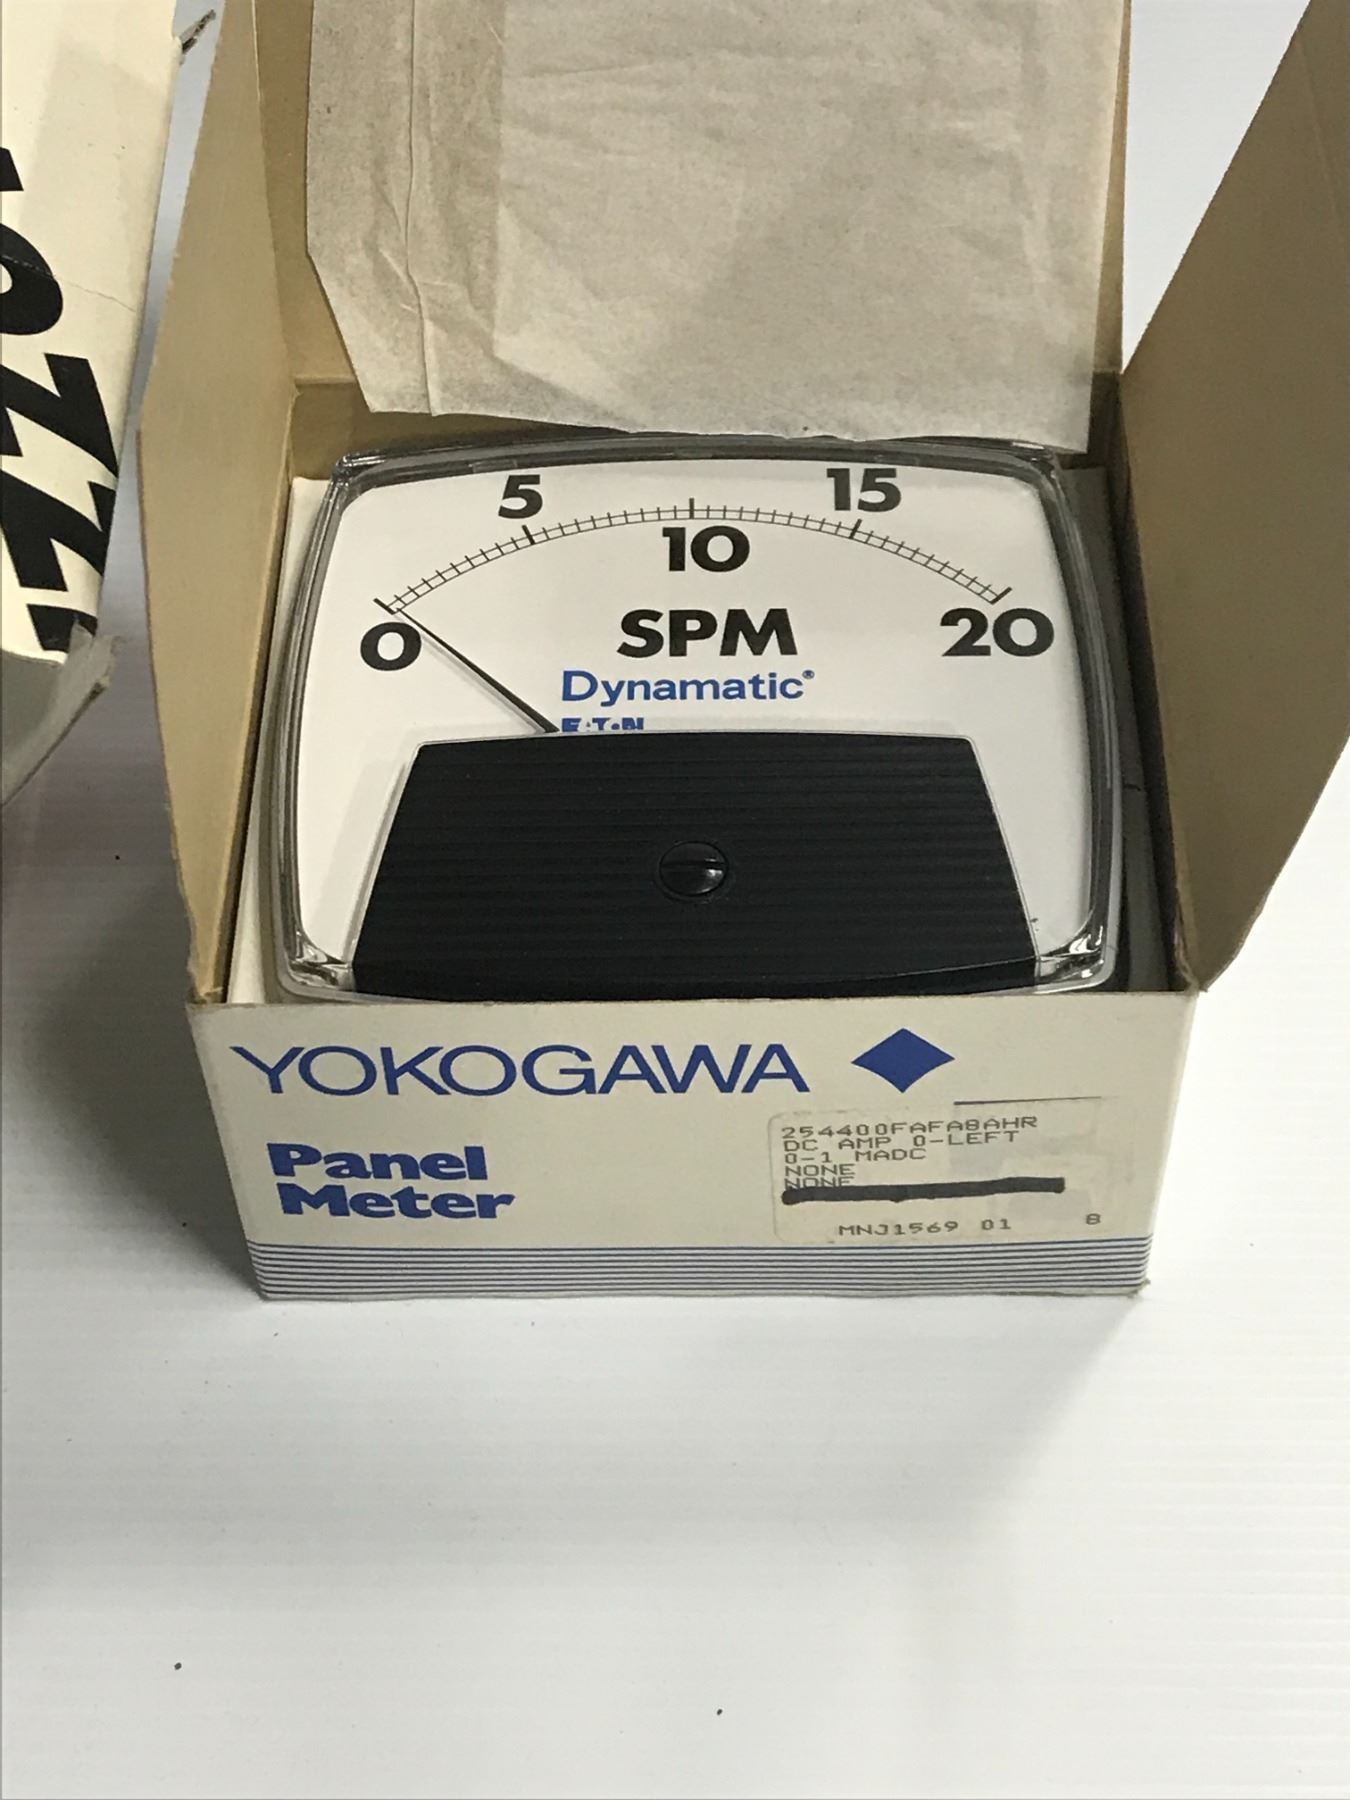 5
15
10
0
20
SPM
Dynamatic®
YOKOGAWA
Panel
Meter
254400FAFA8AHR
DC AMP 0-LEFT
0-1 MADC
NONE
NONE
MNJ1569 01 8